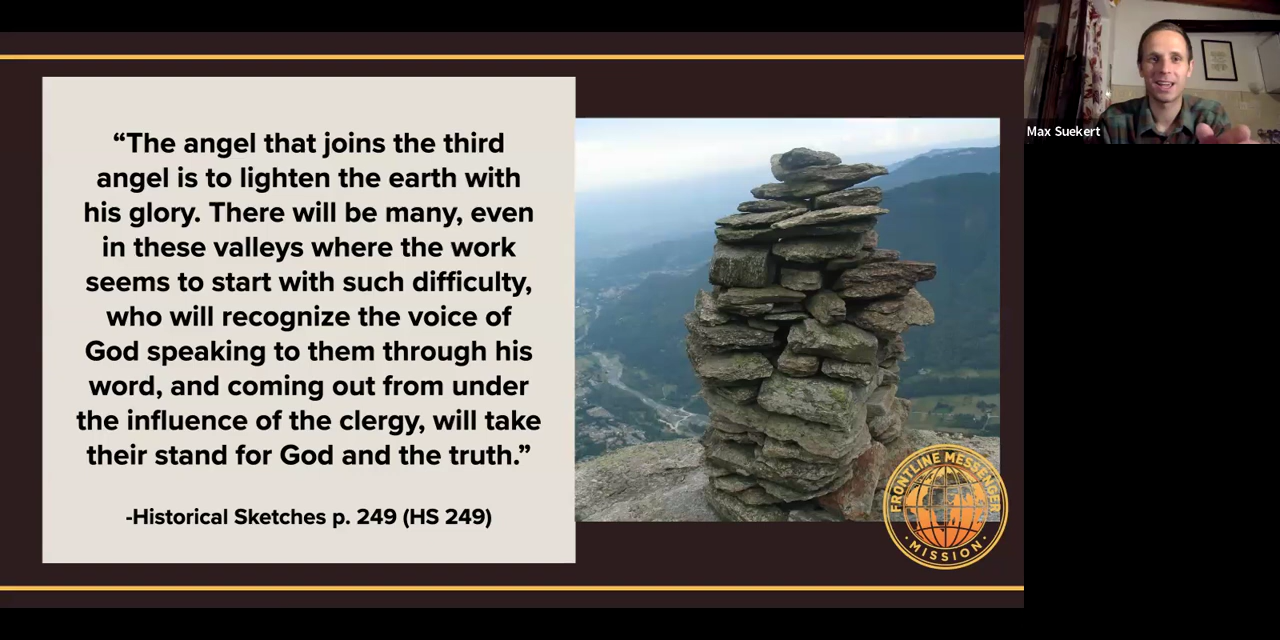 “The angel that joins the third
angel is to lighten the earth with
his glory. There will be many, even
in these valleys where the work
seems to start with such difficulty,
who will recognize the voice of
God speaking to them through his
word, and coming out from under
the influence of the clergy, will take
their stand for God and the truth.”
-Historical Sketches p. 249 (HS 249)
FRONTLINE MESSENGER
· MISSION ·
Max Suekert